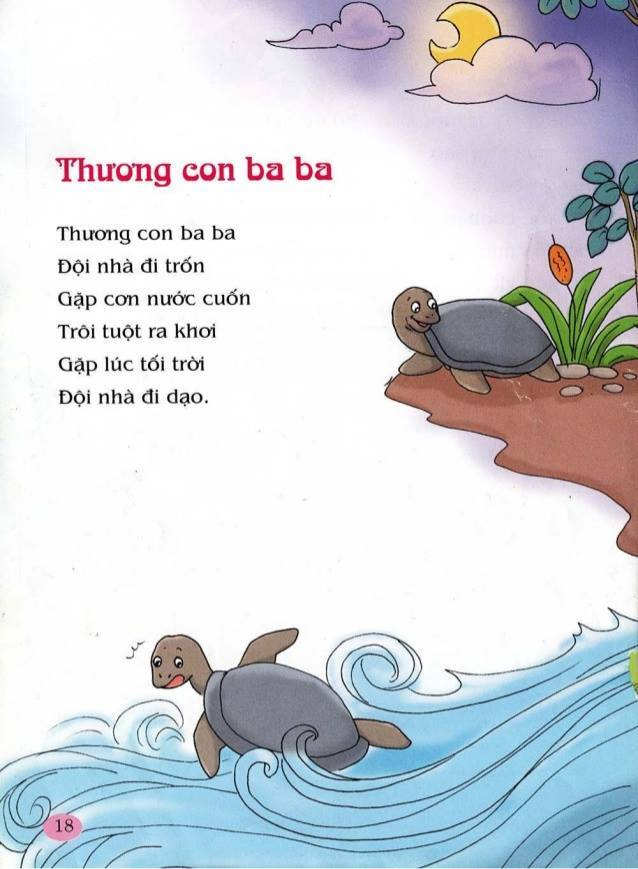 Thương con ba ba
Thương con ba ba
Đội nhà đi trốn
Gặp cơn nước cuốn
Trôi tuột ra khơi
Gặp lúc tối trời
Đội nhà đi dạo.
18